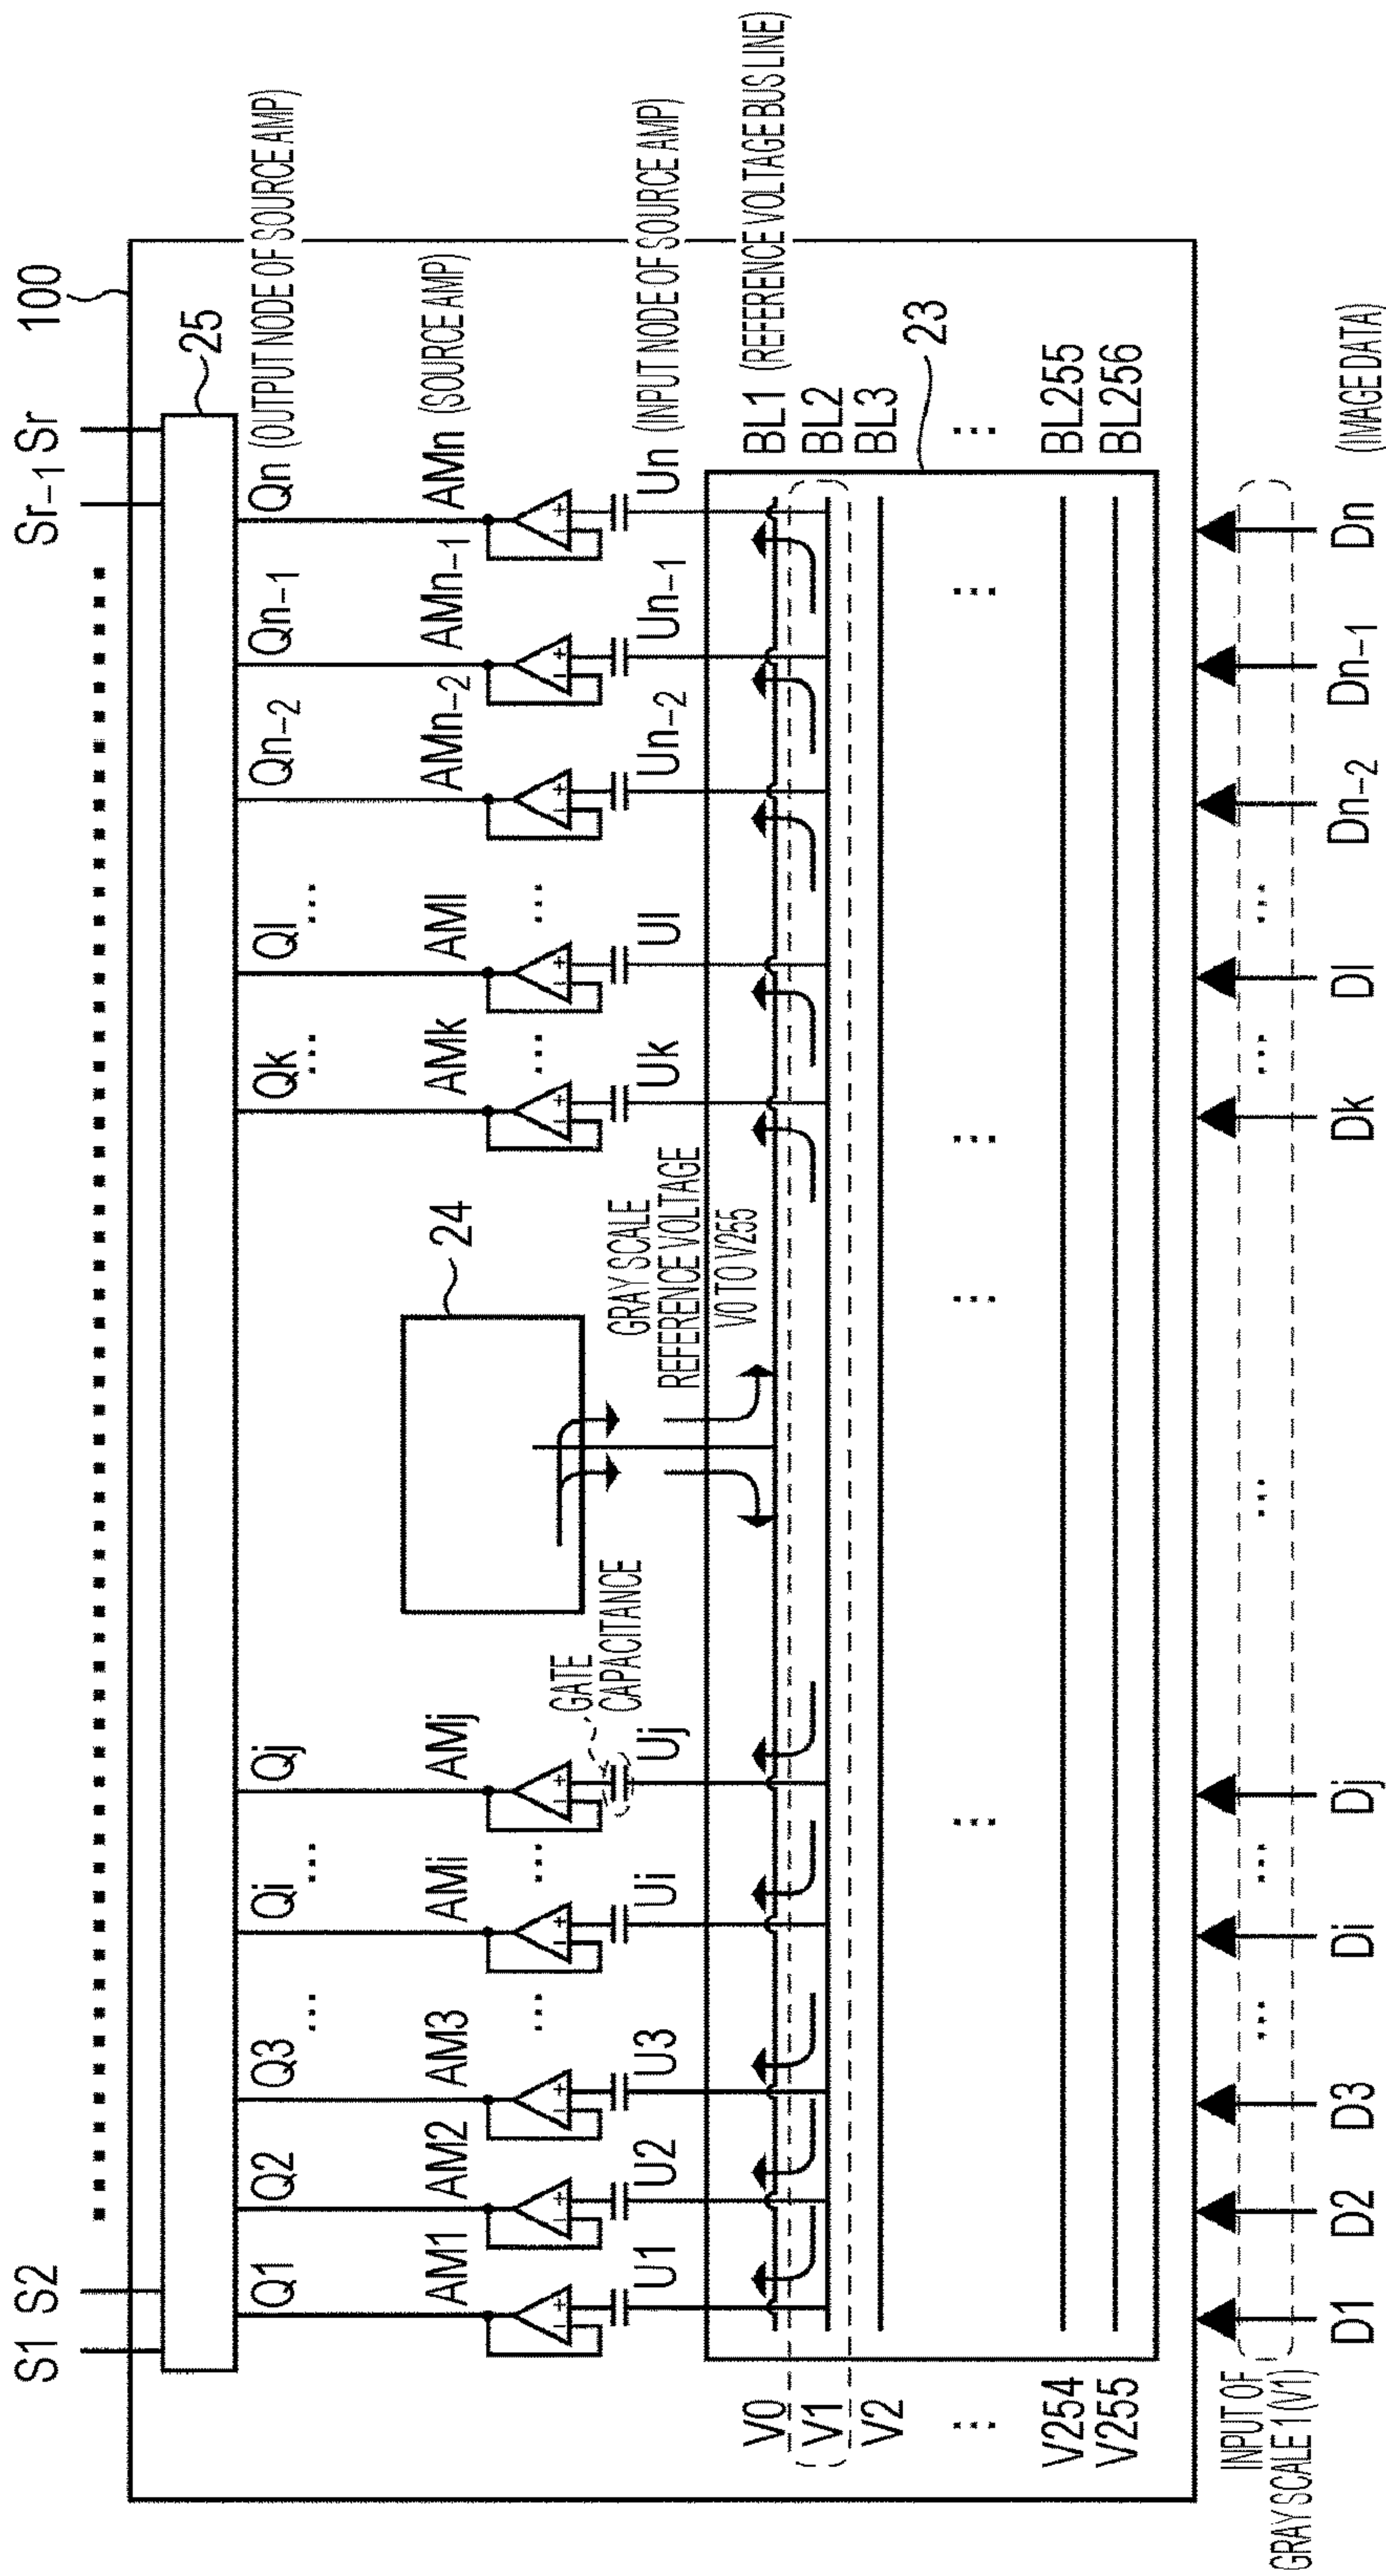 S1 S2 Sr-1 Sr 100
25
Q1 Q2 Q3 Qi Qj Qk Ql Qn-2 Qn-1 Qn (OUTPUT NODE OF SOURCE AMP)
... ... ... ...
24
AM1 AM2 AM3 AMi AMj AMk AMl AMn-2 AMn-1 AMn (SOURCE AMP)
... ... ... ...
GATE
CAPACITANCE
U1 U2 U3 Ui Uj Uk Ul Un-2 Un-1 Un (INPUT NODE OF SOURCE AMP)
GRAY SCALE
REFERENCE VOLTAGE
V0 TO V255
V0 BL1 (REFERENCE VOLTAGE BUS LINE)
V1 BL2
V2 BL3
23
... ... ... ... ... ...
V254 BL255
V255 BL256
INPUT OF
GRAY SCALE 1 (V1)
... ... ... ... ...
D1 D2 D3 Di Dj Dk Dl Dn-2 Dn-1 Dn (IMAGE DATA)